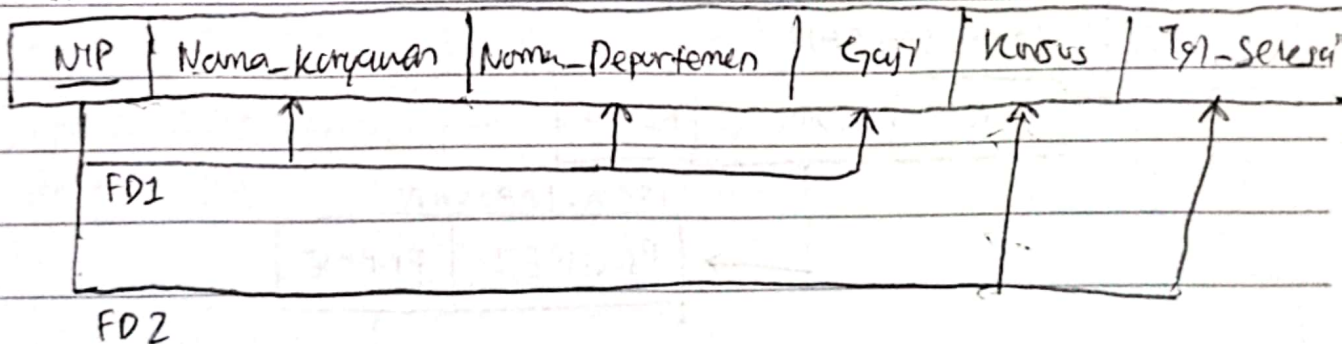 NIP Nama_Karyawan Nama_Departemen Gaji Kursus Tgl_Selesai
FD1
FD2